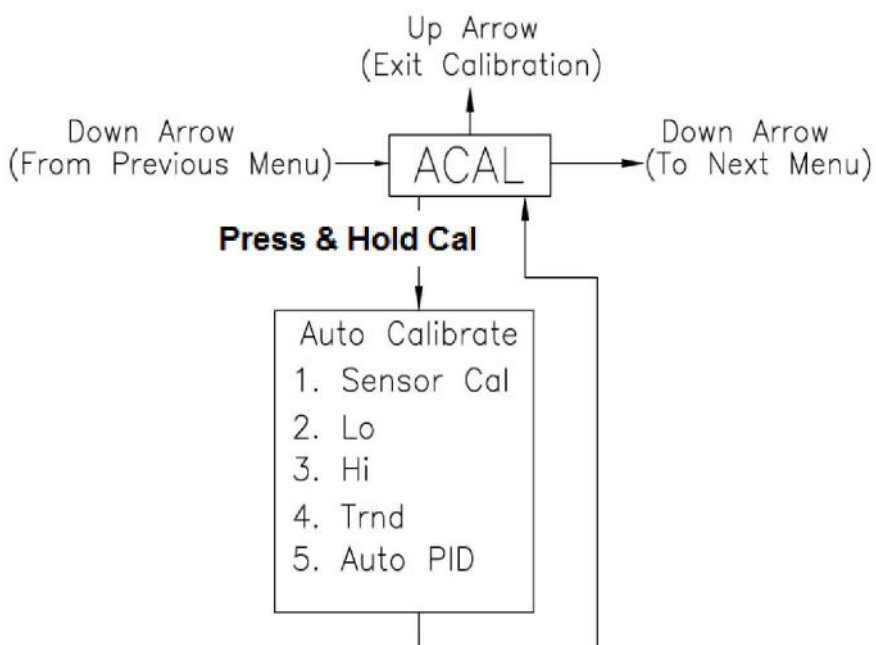 Up Arrow
(Exit Calibration)
Down Arrow
(From Previous Menu)
ACAL
Down Arrow
(To Next Menu)
Press & Hold Cal
Auto Calibrate
1. Sensor Cal
2. Lo
3. Hi
4. Trnd
5. Auto PID